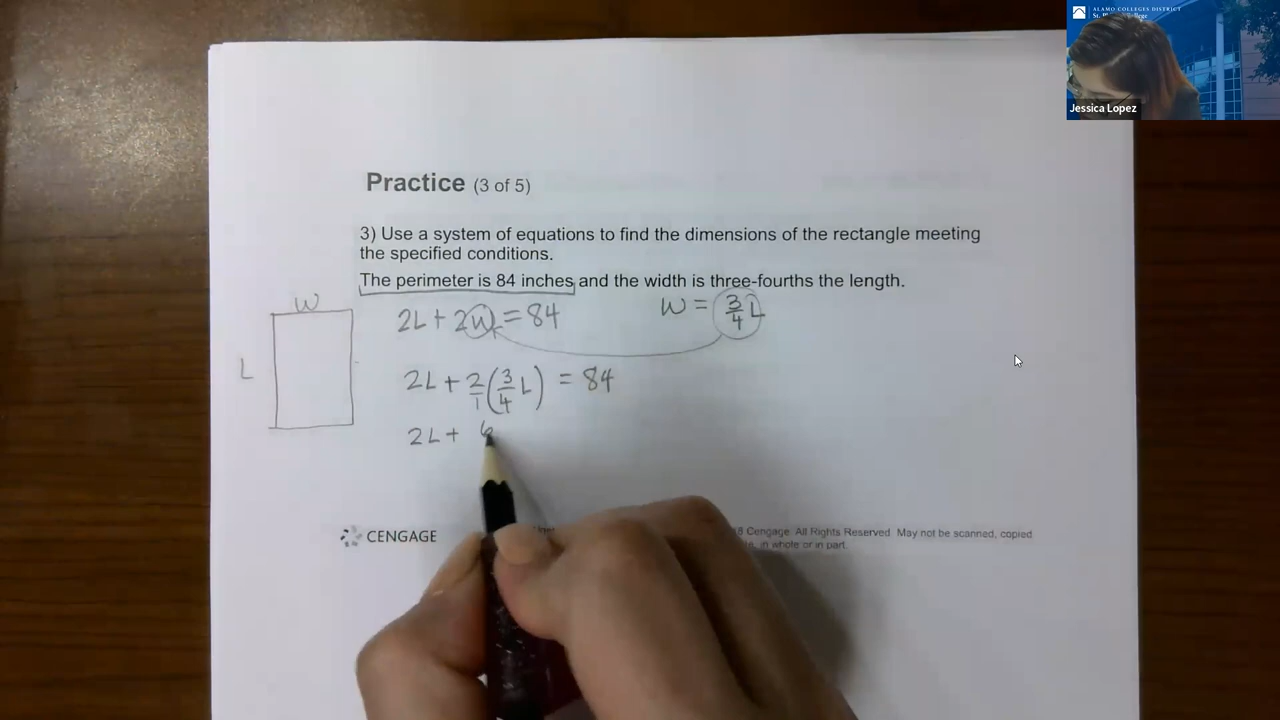 ALAMO COLLEGES DISTRICT
Jessica Lopez
Practice (3 of 5)
3) Use a system of equations to find the dimensions of the rectangle meeting
the specified conditions.
The perimeter is 84 inches and the width is three-fourths the length.
W
L
2L + 2W = 84
W = 3/4 L
2L + 2/1 (3/4 L) = 84
2L + 6
CENGAGE
Cengage. All Rights Reserved. May not be scanned, copied
in whole or in part.